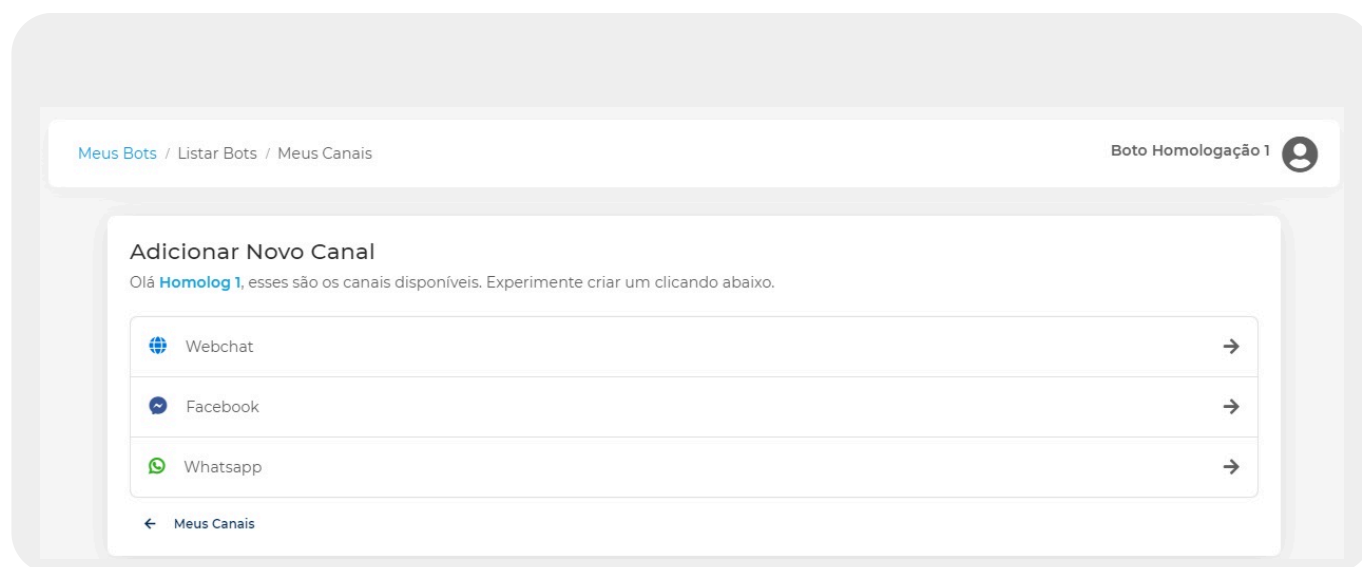 Meus Bots / Listar Bots / Meus Canais
Boto Homologação 1
Adicionar Novo Canal
Olá Homolog 1, esses são os canais disponíveis. Experimente criar um clicando abaixo.
Webchat
Facebook
Whatsapp
Meus Canais